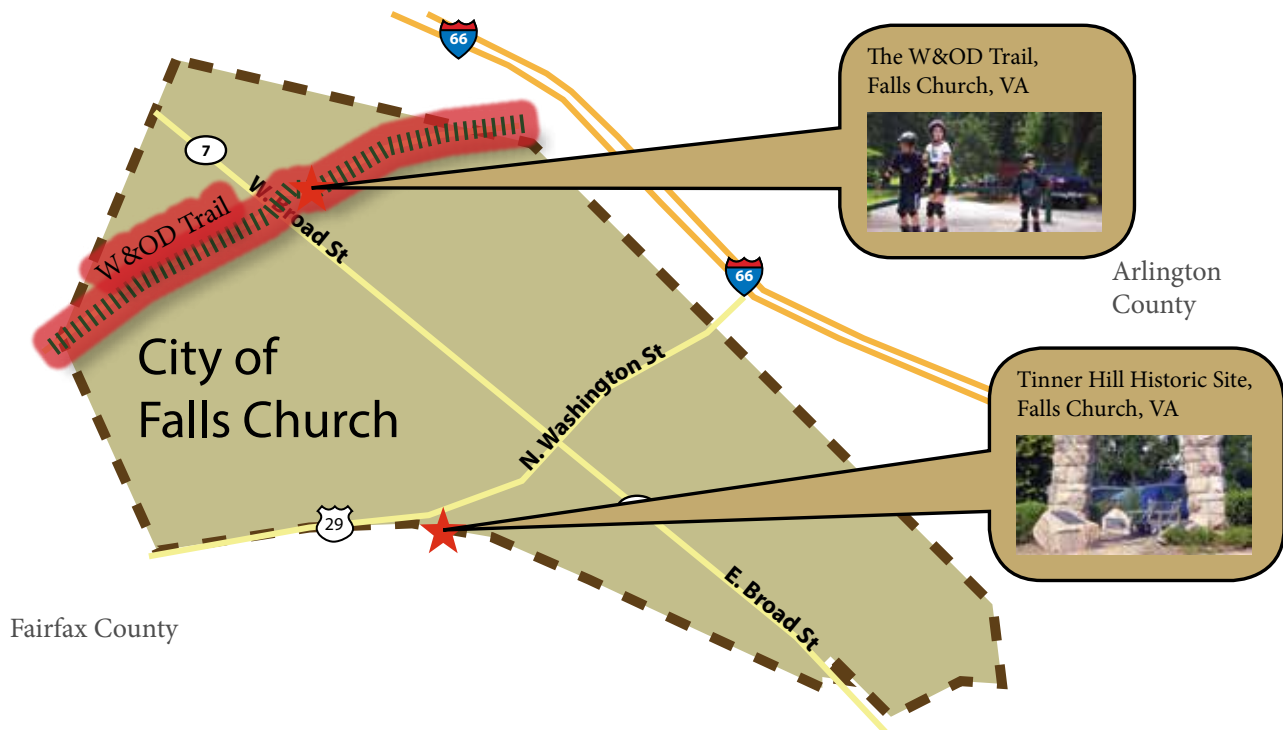 66
The W&OD Trail,
Falls Church, VA
7
W. Broad St
W&OD Trail
66
Arlington
County
City of
Falls Church
N. Washington St
Tinner Hill Historic Site,
Falls Church, VA
29
E. Broad St
Fairfax County